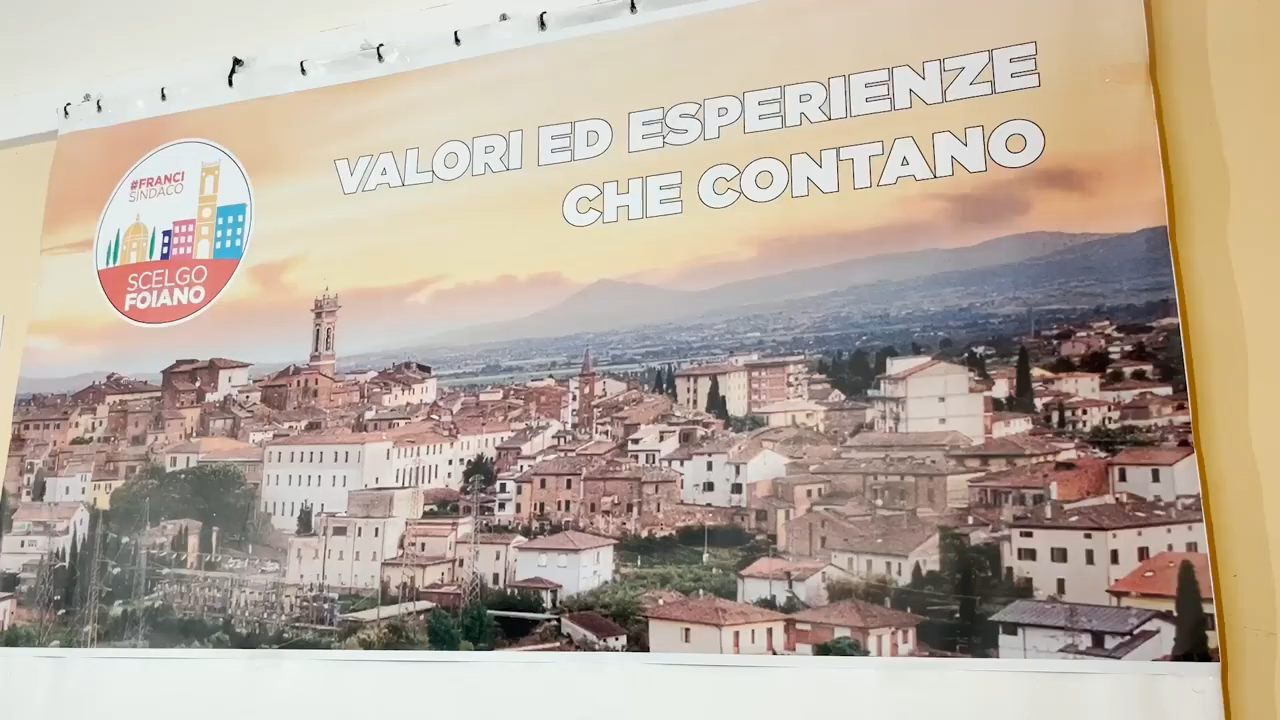 VALORI ED ESPERIENZE
CHE CONTANO
#FRANCI
SINDACO
SCELGO
FOIANO